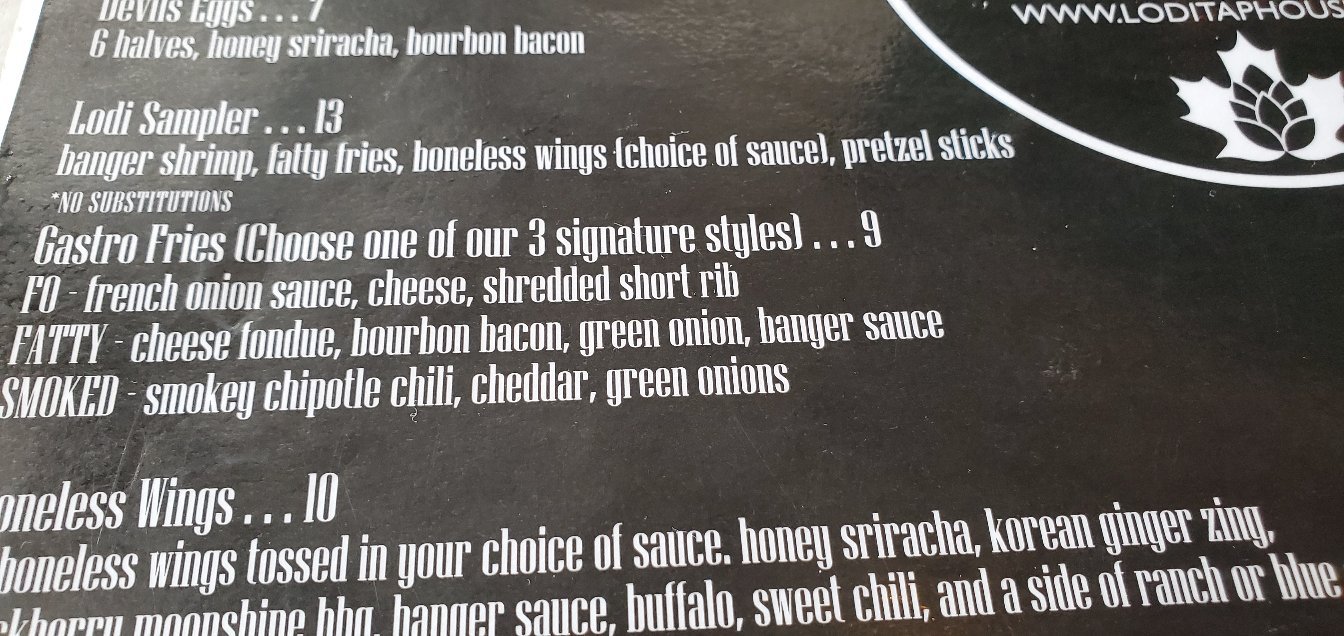 Devils Eggs . . . 7
6 halves, honey sriracha, bourbon bacon
WWW.LODITAPHOUS
Lodi Sampler . . . 13
banger shrimp, fatty fries, boneless wings (choice of sauce), pretzel sticks
*NO SUBSTITUTIONS
Gastro Fries (Choose one of our 3 signature styles) . . . 9
FO - french onion sauce, cheese, shredded short rib
FATTY - cheese fondue, bourbon bacon, green onion, banger sauce
SMOKED - smokey chipotle chili, cheddar, green onions
oneless Wings . . . 10
boneless wings tossed in your choice of sauce. honey sriracha, korean ginger zing,
ckberry moonshine bbq, banger sauce, buffalo, sweet chili, and a side of ranch or blue